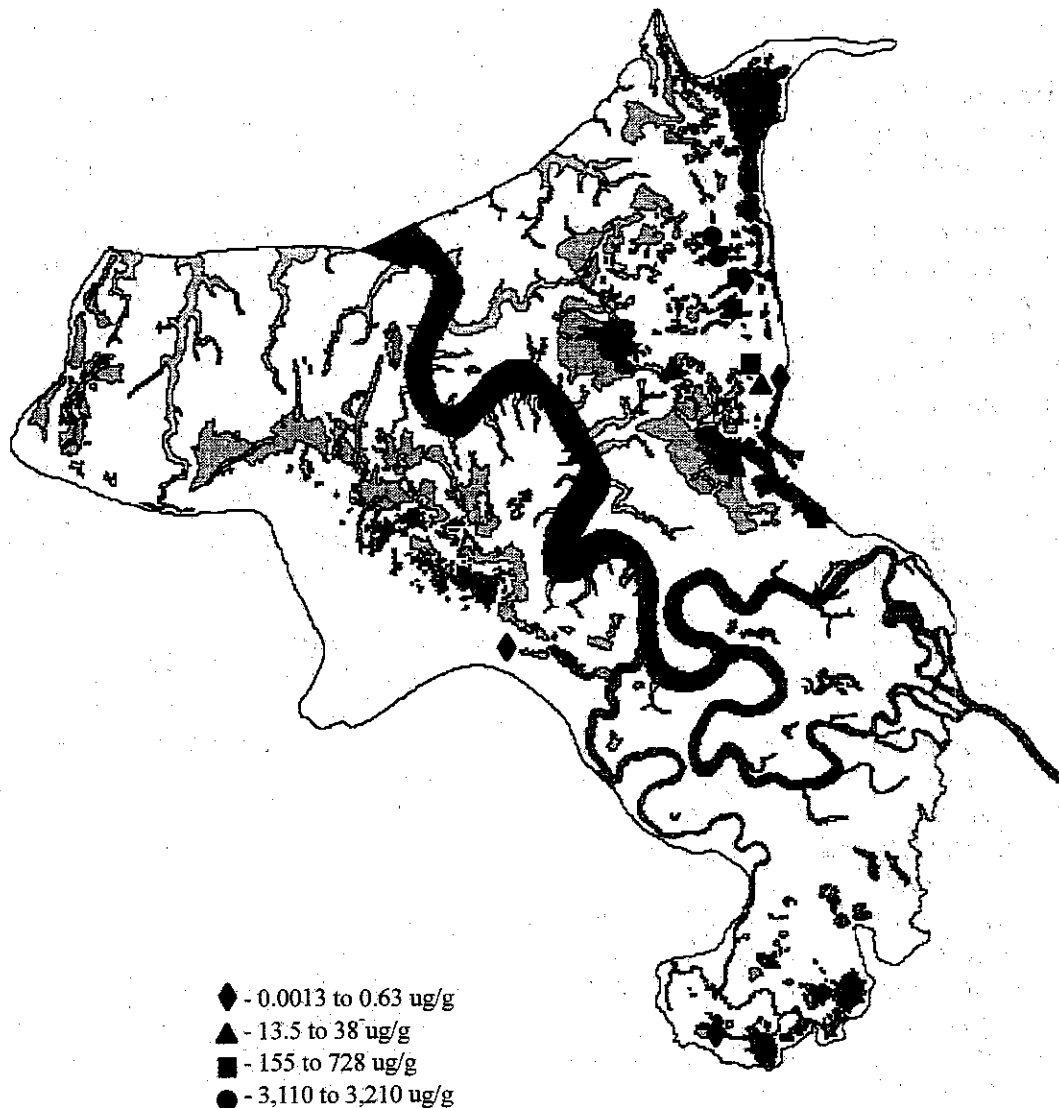 - 0.0013 to 0.63 ug/g
- 13.5 to 38 ug/g
- 155 to 728 ug/g
- 3,110 to 3,210 ug/g